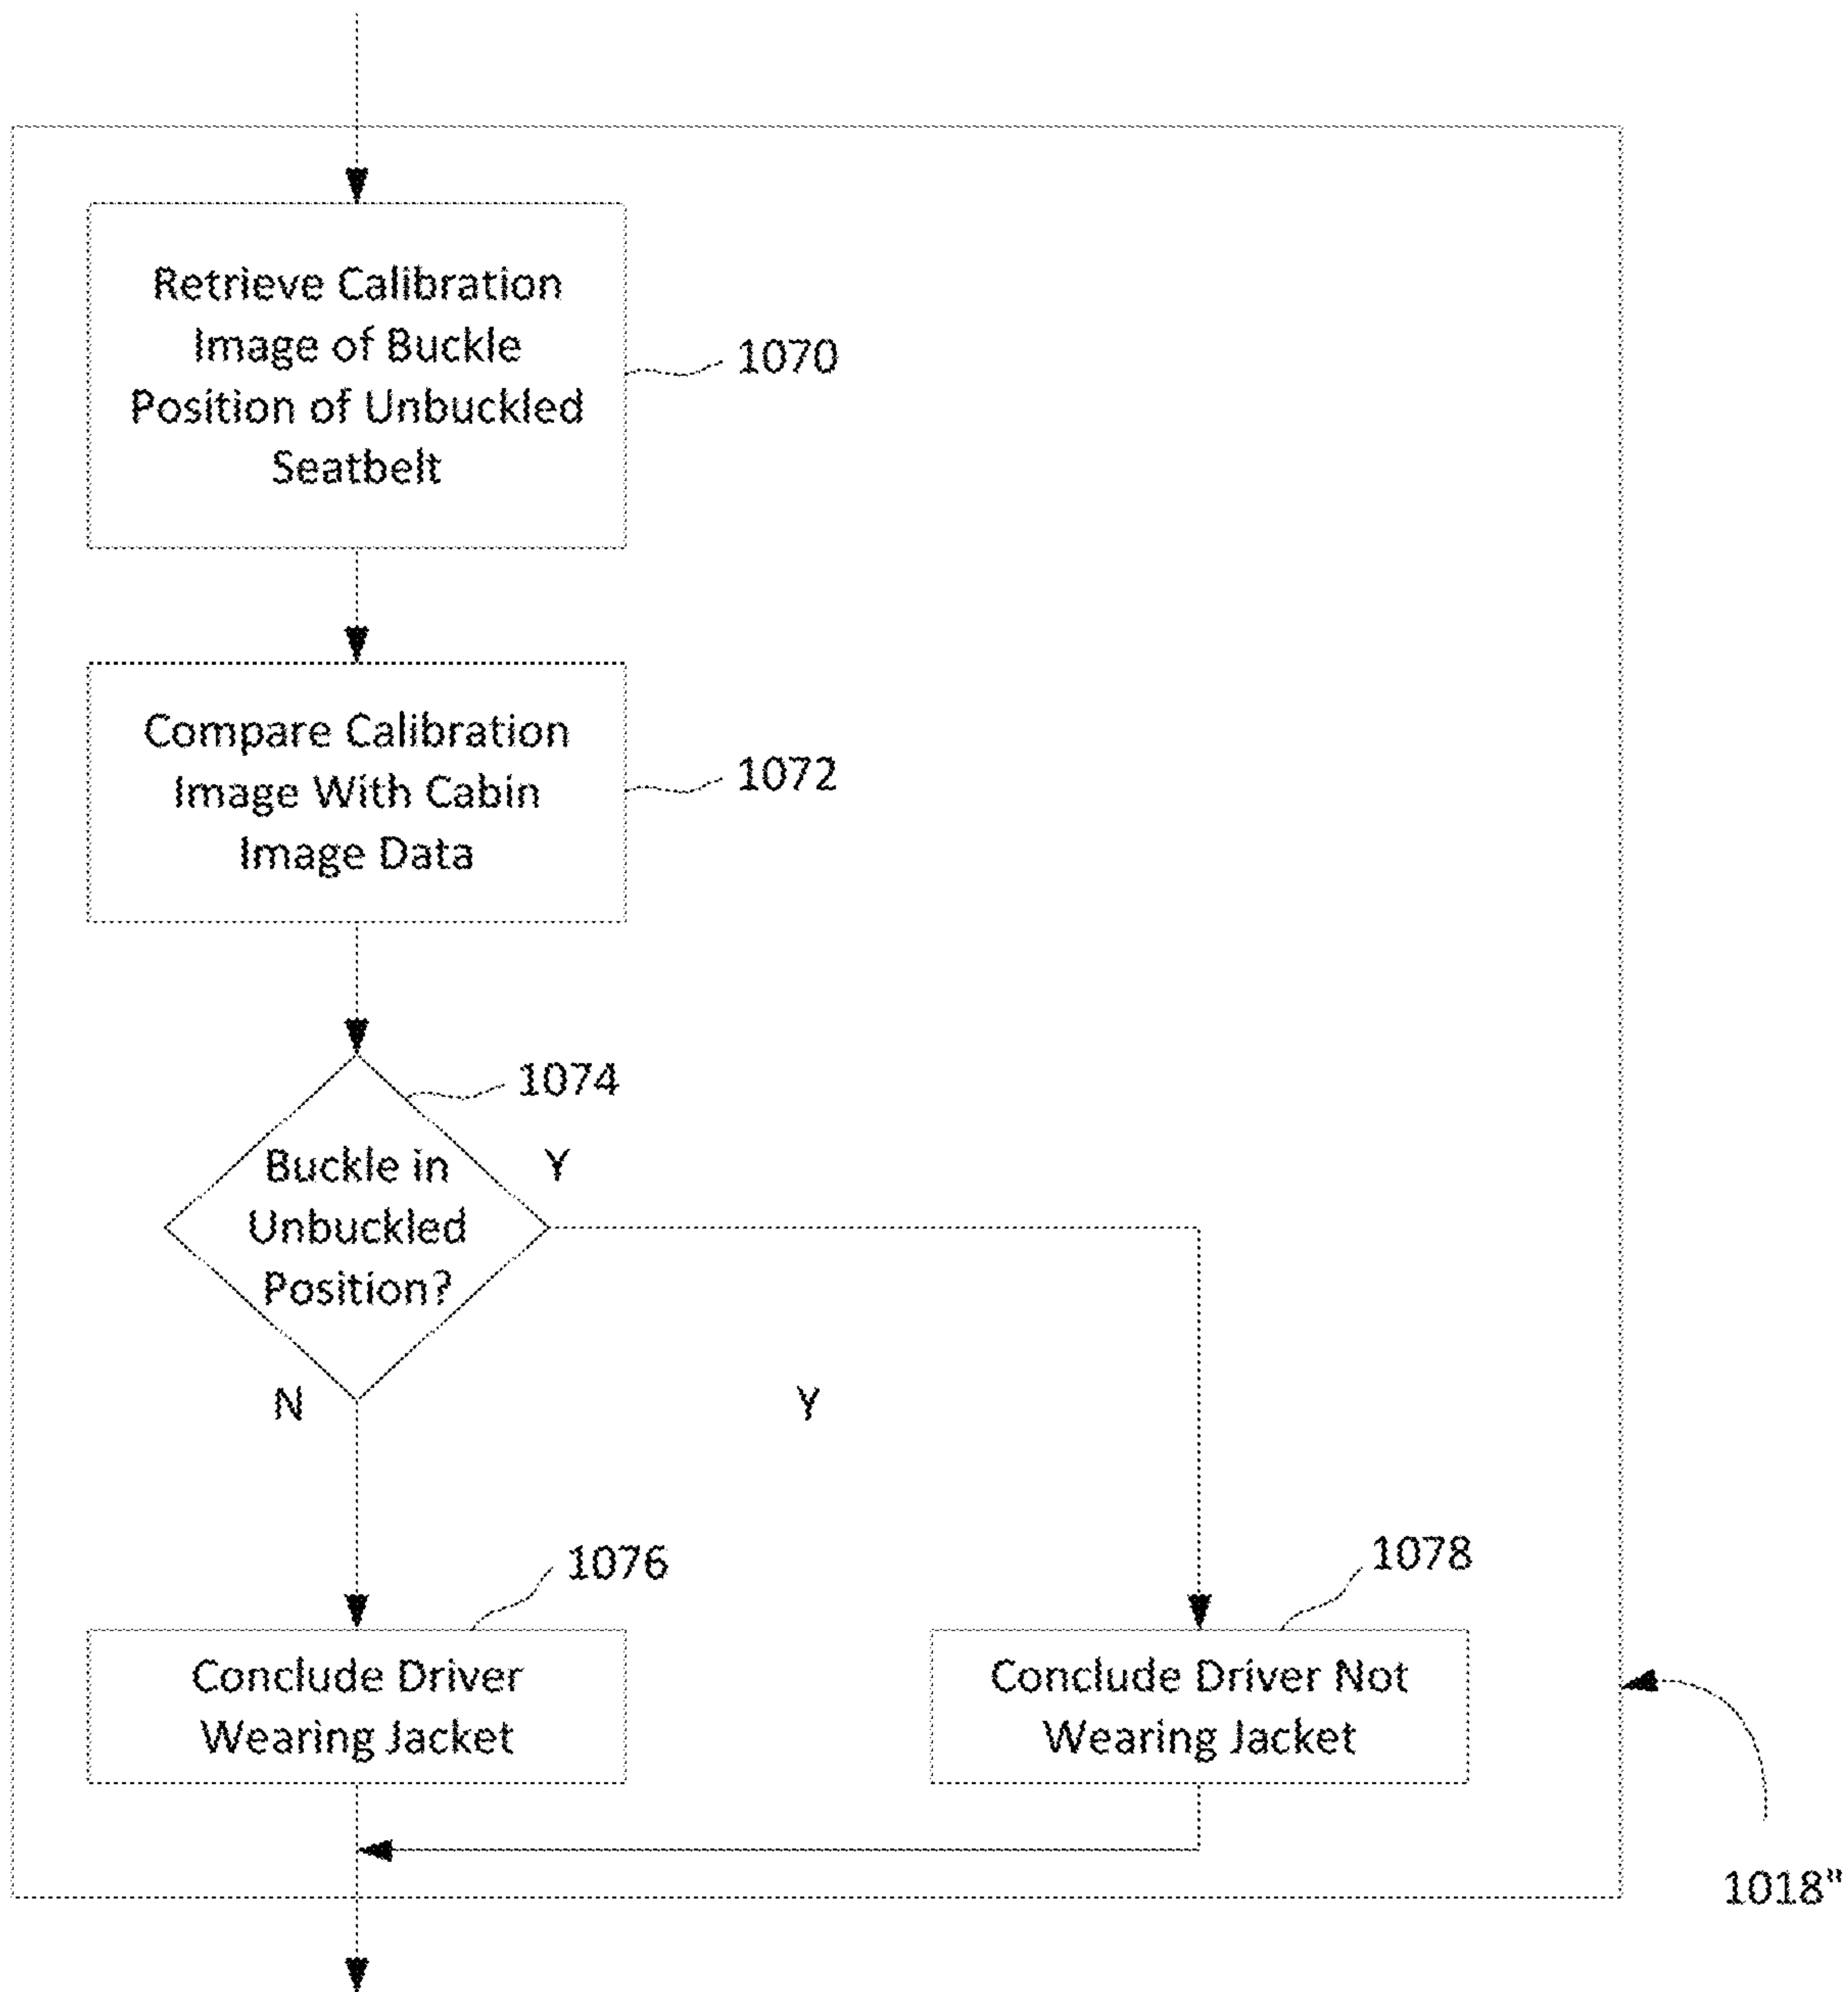 Retrieve Calibration
Image of Buckle
Position of Unbuckled
Seatbelt
1070
Compare Calibration
Image With Cabin
Image Data
1072
1074
Buckle in
Unbuckled
Position?
Y
N
Y
1076
1078
Conclude Driver
Wearing Jacket
Conclude Driver Not
Wearing Jacket
1018"